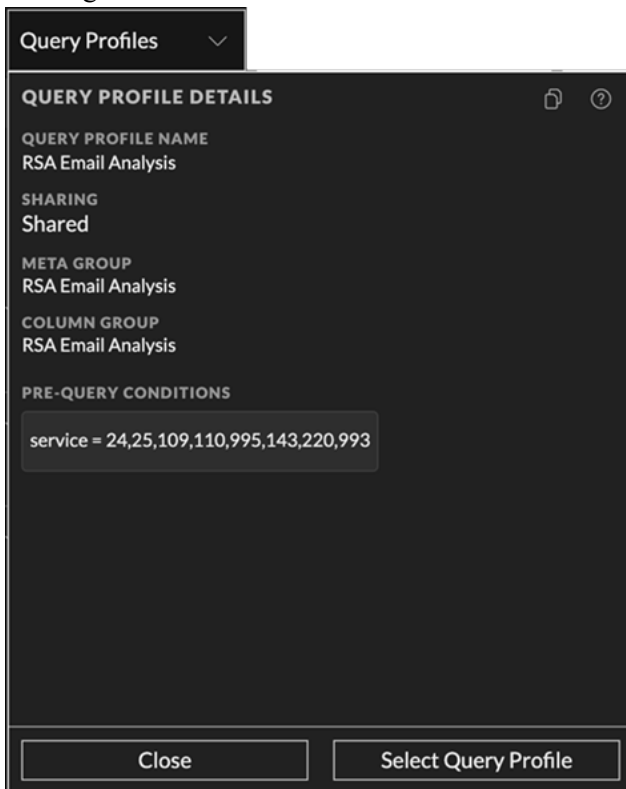 Query Profiles
QUERY PROFILE DETAILS
QUERY PROFILE NAME
RSA Email Analysis
SHARING
Shared
META GROUP
RSA Email Analysis
COLUMN GROUP
RSA Email Analysis
PRE-QUERY CONDITIONS
service = 24,25,109,110,995,143,220,993
Close
Select Query Profile